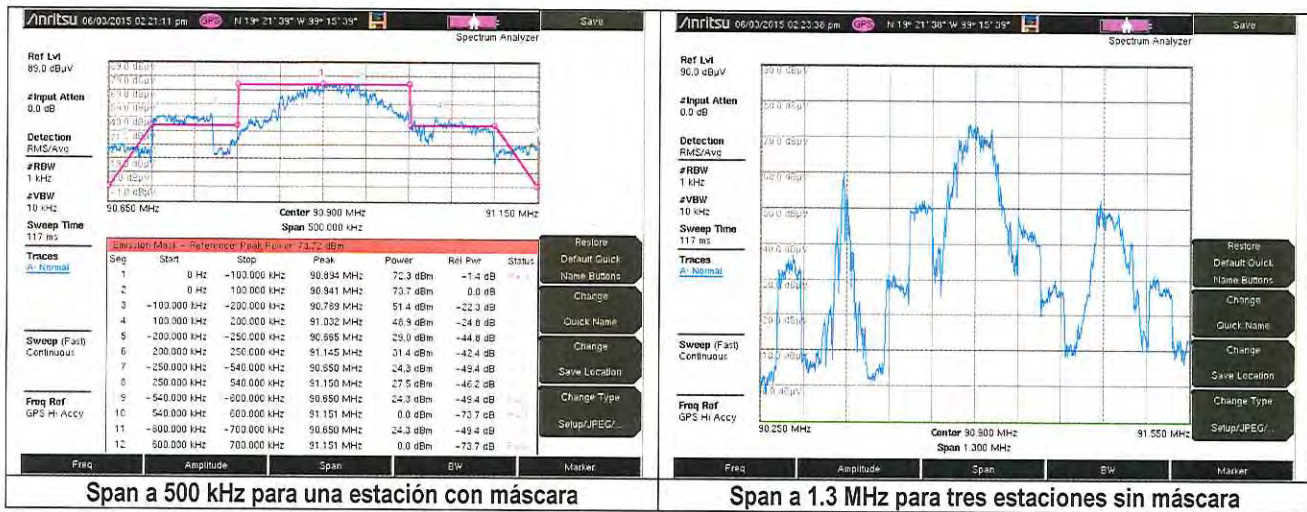 Anritsu 06/03/2015 02:21:11 pm GPS N 19° 21' 39" W 99° 15' 39" Save
Spectrum Analyzer
Ref Lvl
89.0 dBµV
#Input Atten
0.0 dB
Detection
RMS/Avg
#RBW
1 kHz
#VBW
10 kHz
Sweep Time
117 ms
Traces
A: Normal
Sweep (Fast)
Continuous
Freq Ref
GPS Hi Accy
90.650 MHz
Center 90.900 MHz
91.150 MHz
Span 500.000 kHz
Emission Mask - Reference: Peak Power 73.72 dBm
Seg Start Stop Peak Power Rel Pwr Status
1 0 Hz -100.000 kHz 90.894 MHz 72.3 dBm -1.4 dB
2 0 Hz 100.000 kHz 90.941 MHz 73.7 dBm 0.0 dB
3 -100.000 kHz -200.000 kHz 90.769 MHz 51.4 dBm -22.3 dB
4 100.000 kHz 200.000 kHz 91.032 MHz 48.9 dBm -24.8 dB
5 -200.000 kHz -250.000 kHz 90.665 MHz 29.0 dBm -44.8 dB
6 200.000 kHz 250.000 kHz 91.145 MHz 31.4 dBm -42.4 dB
7 -250.000 kHz -540.000 kHz 90.650 MHz 24.3 dBm -49.4 dB
8 250.000 kHz 540.000 kHz 91.150 MHz 27.5 dBm -46.2 dB
9 -540.000 kHz -600.000 kHz 90.650 MHz 24.3 dBm -49.4 dB
10 540.000 kHz 600.000 kHz 91.151 MHz 0.0 dBm -73.7 dB
11 -600.000 kHz -700.000 kHz 90.650 MHz 24.3 dBm -49.4 dB
12 600.000 kHz 700.000 kHz 91.151 MHz 0.0 dBm -73.7 dB
Restore
Default Quick
Name Buttons
Change
Quick Name
Change
Save Location
Change Type
Setup/JPEG/...
Freq Amplitude Span BW Marker
Span a 500 kHz para una estación con máscara
Anritsu 06/03/2015 02:23:38 pm GPS N 19° 21' 38" W 99° 15' 39" Save
Spectrum Analyzer
Ref Lvl
90.0 dBµV
#Input Atten
0.0 dB
Detection
RMS/Avg
#RBW
1 kHz
#VBW
10 kHz
Sweep Time
117 ms
Traces
A: Normal
Sweep (Fast)
Continuous
Freq Ref
GPS Hi Accy
90.250 MHz
Center 90.900 MHz
91.550 MHz
Span 1.300 MHz
Restore
Default Quick
Name Buttons
Change
Quick Name
Change
Save Location
Change Type
Setup/JPEG/...
Freq Amplitude Span BW Marker
Span a 1.3 MHz para tres estaciones sin máscara